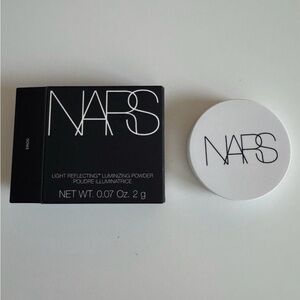 NARS
LIGHT REFLECTING™ LUMINIZING POWDER
POUDRE ILLUMINATRICE
NET WT. 0.07 Oz. 2 g
NARS